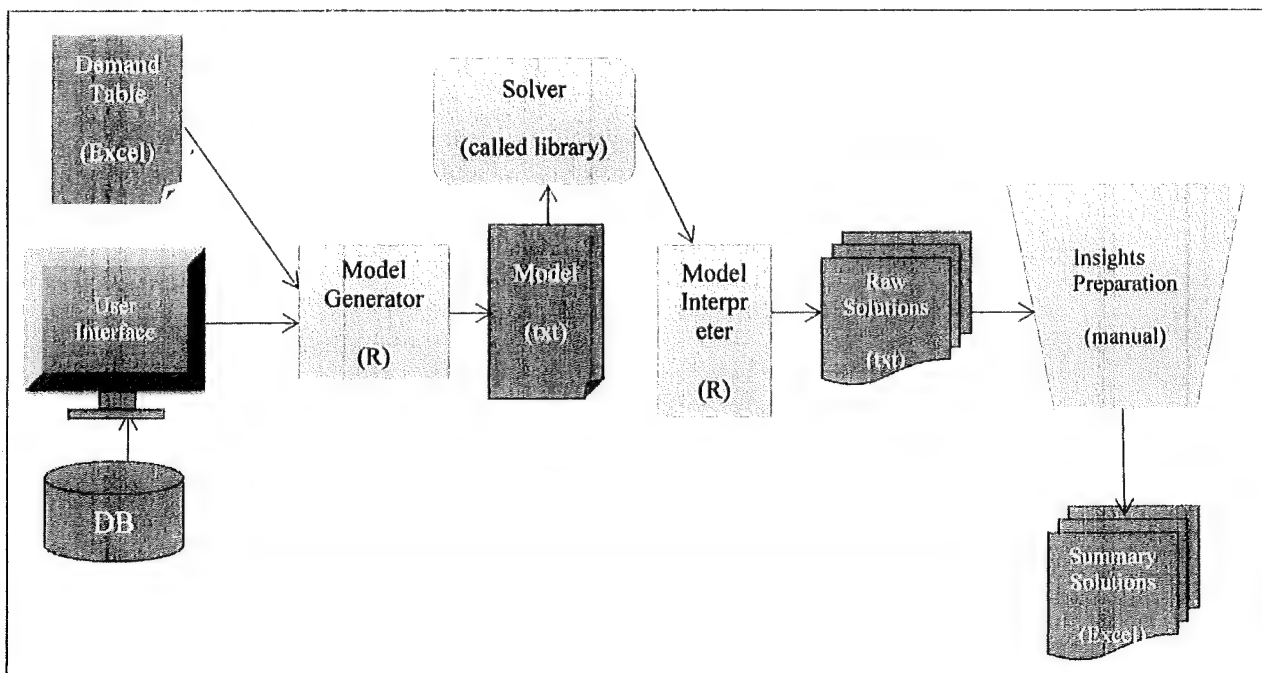 Demand
Table
(Excel)
User
Interface
DB
Model
Generator
(R)
Model
(txt)
Solver
(called library)
Model
Interpr
eter
(R)
Raw
Solutions
(txt)
Insights
Preparation
(manual)
Summary
Solutions
(Excel)